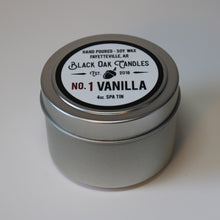 HAND POURED · SOY WAX
FAYETTEVILLE, AR
BLACK OAK CANDLES
EST. 2018
NO. 1 VANILLA
4oz. SPA TIN